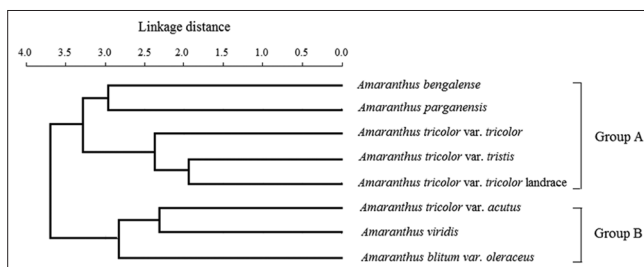 Linkage distance
4.0 3.5 3.0 2.5 2.0 1.5 1.0 0.5 0.0
Amaranthus bengalense
Amaranthus parganensis
Amaranthus tricolor var. tricolor
Amaranthus tricolor var. tristis
Amaranthus tricolor var. tricolor landrace
Group A
Amaranthus tricolor var. acutus
Amaranthus viridis
Amaranthus blitum var. oleraceus
Group B